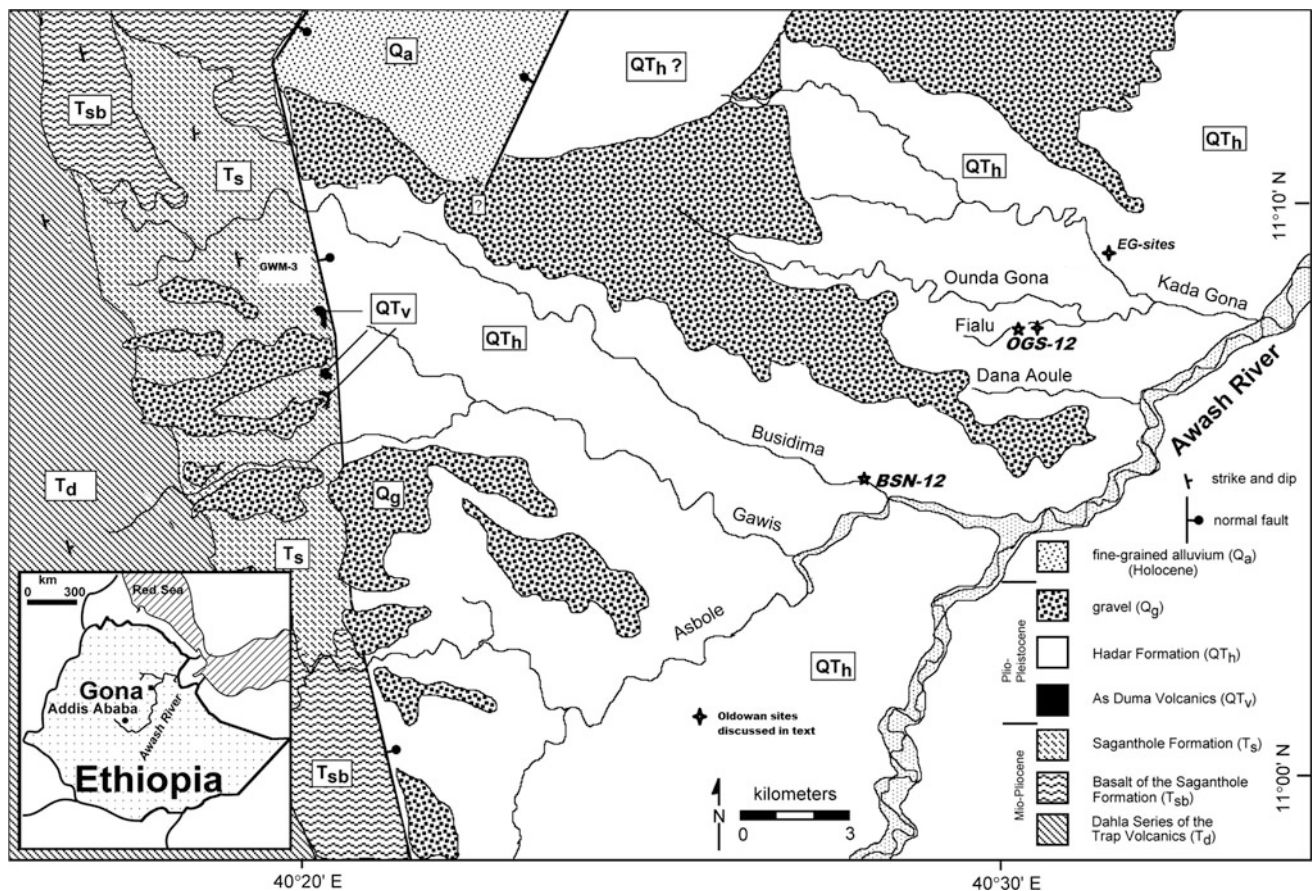 Qa
QTh ?
Tsb
Ts
QTh
QTh
11°10' N
?
EG-sites
GWM-3
Ounda Gona
Kada Gona
QTv
Fialu
OGS-12
QTh
Dana Aoule
Awash River
Busidima
Td
BSN-12
Qg
Gawis
Ts
Asbole
QTh
Tsb
Oldowan sites
discussed in text
N
kilometers
0 3
km
0 300
Red Sea
Gona
Addis Ababa
Awash River
Ethiopia
strike and dip
normal fault
fine-grained alluvium (Qa)
(Holocene)
Plio-
Pleistocene
gravel (Qg)
Hadar Formation (QTh)
As Duma Volcanics (QTv)
Mio-Pliocene
Saganthole Formation (Ts)
Basalt of the Saganthole
Formation (Tsb)
Dahla Series of the
Trap Volcanics (Td)
11°00' N
40°20' E
40°30' E